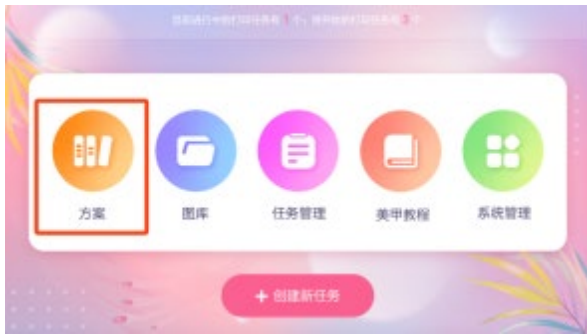 方案
图库
任务管理
美甲教程
系统管理
+ 创建新任务